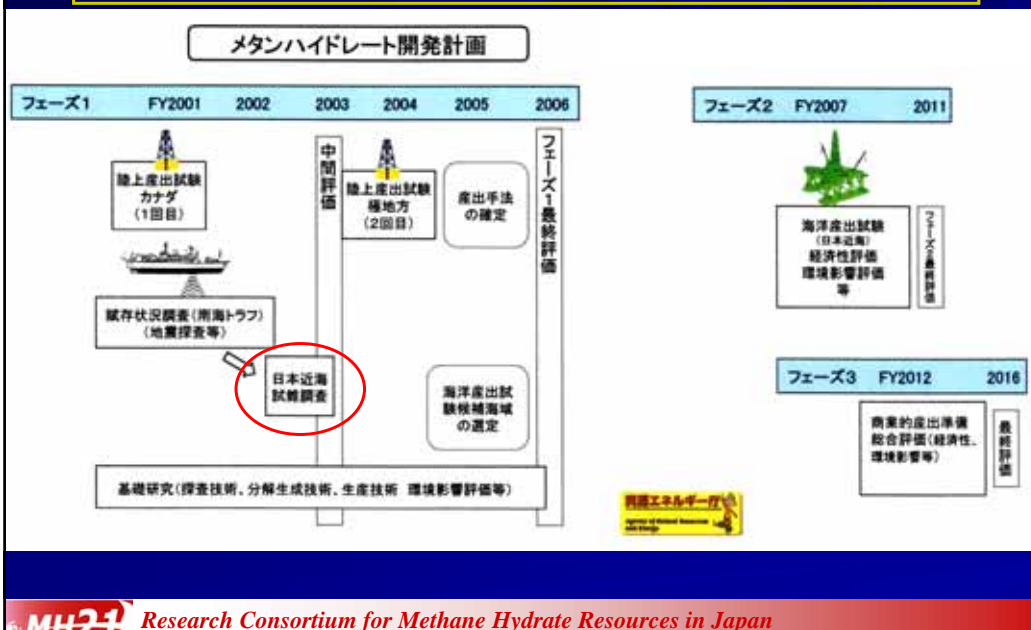 メタンハイドレート開発計画
フェーズ1 FY2001 2002 2003 2004 2005 2006
フェーズ2 FY2007 2011
陸上産出試験
カナダ
(1回目)
中間評価
陸上産出試験
極地方
(2回目)
産出手法
の確定
フェーズ1最終評価
海洋産出試験
(日本近海)
経済性評価
環境影響評価
等
フェーズ2最終評価
賦存状況調査(南海トラフ)
(地震探査等)
日本近海
試錐調査
海洋産出試
験候補海域
の選定
フェーズ3 FY2012 2016
商業的産出準備
総合評価(経済性、
環境影響等)
最終評価
基礎研究(探査技術、分解生成技術、生産技術 環境影響評価等)
資源エネルギー庁
Agency of Natural Resources
and Energy
MH21 Research Consortium for Methane Hydrate Resources in Japan